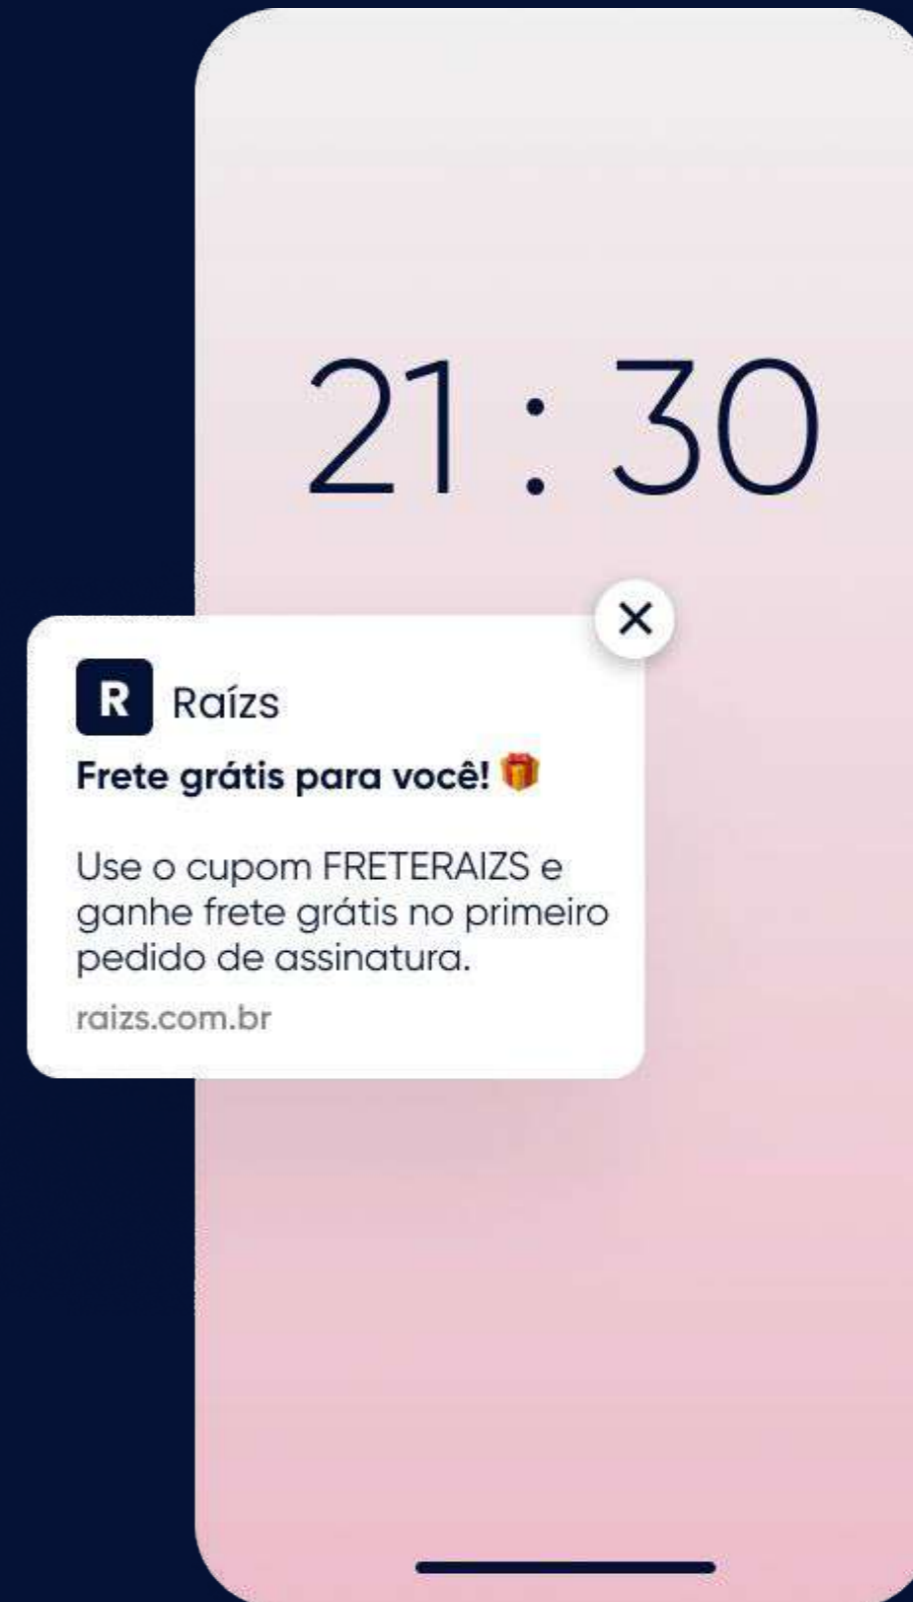 21 : 30
R Raízs
Frete grátis para você! 🎁
Use o cupom FRETERAIZS e
ganhe frete grátis no primeiro
pedido de assinatura.
raizs.com.br